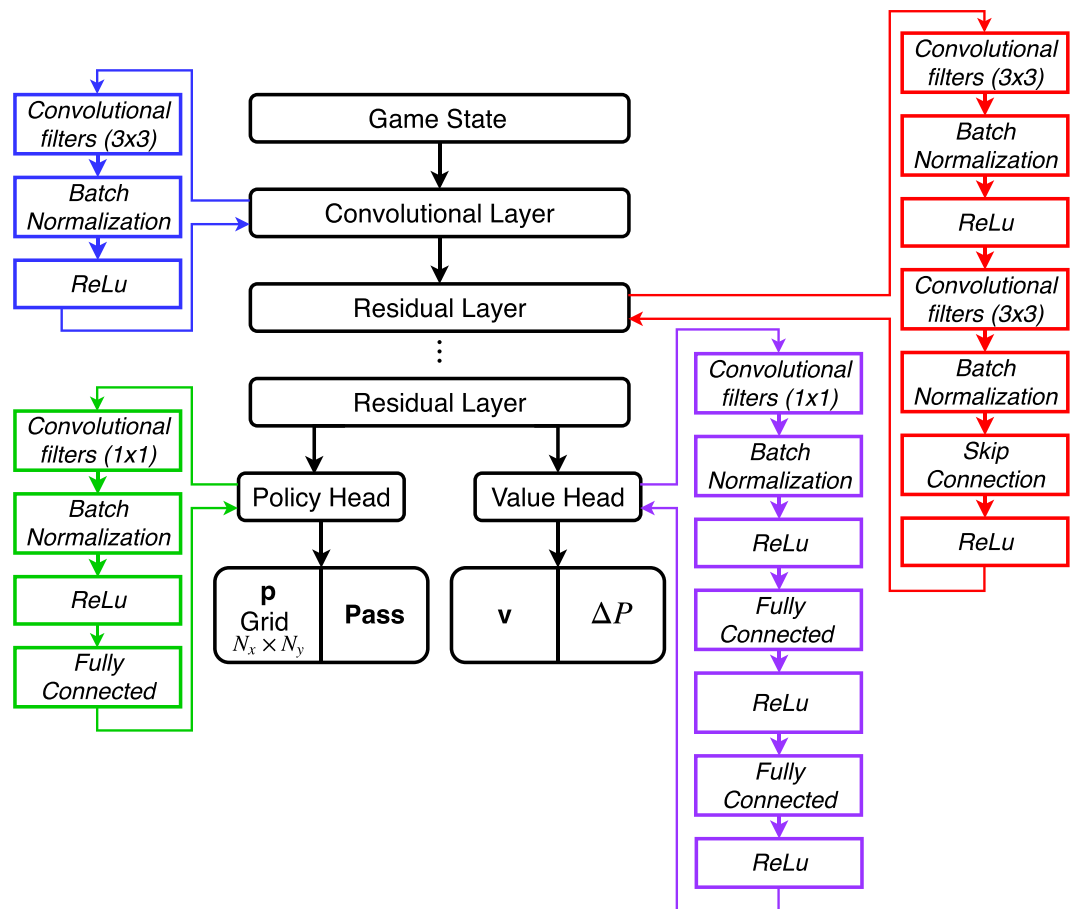 Game State
Convolutional Layer
Residual Layer
⋮
Residual Layer
Policy Head
Value Head
p
Grid
N_x × N_y
Pass
v
ΔP
Convolutional
filters (3x3)
Batch
Normalization
ReLu
Convolutional
filters (1x1)
Batch
Normalization
ReLu
Fully
Connected
Convolutional
filters (1x1)
Batch
Normalization
ReLu
Fully
Connected
ReLu
Fully
Connected
ReLu
Convolutional
filters (3x3)
Batch
Normalization
ReLu
Convolutional
filters (3x3)
Batch
Normalization
Skip
Connection
ReLu